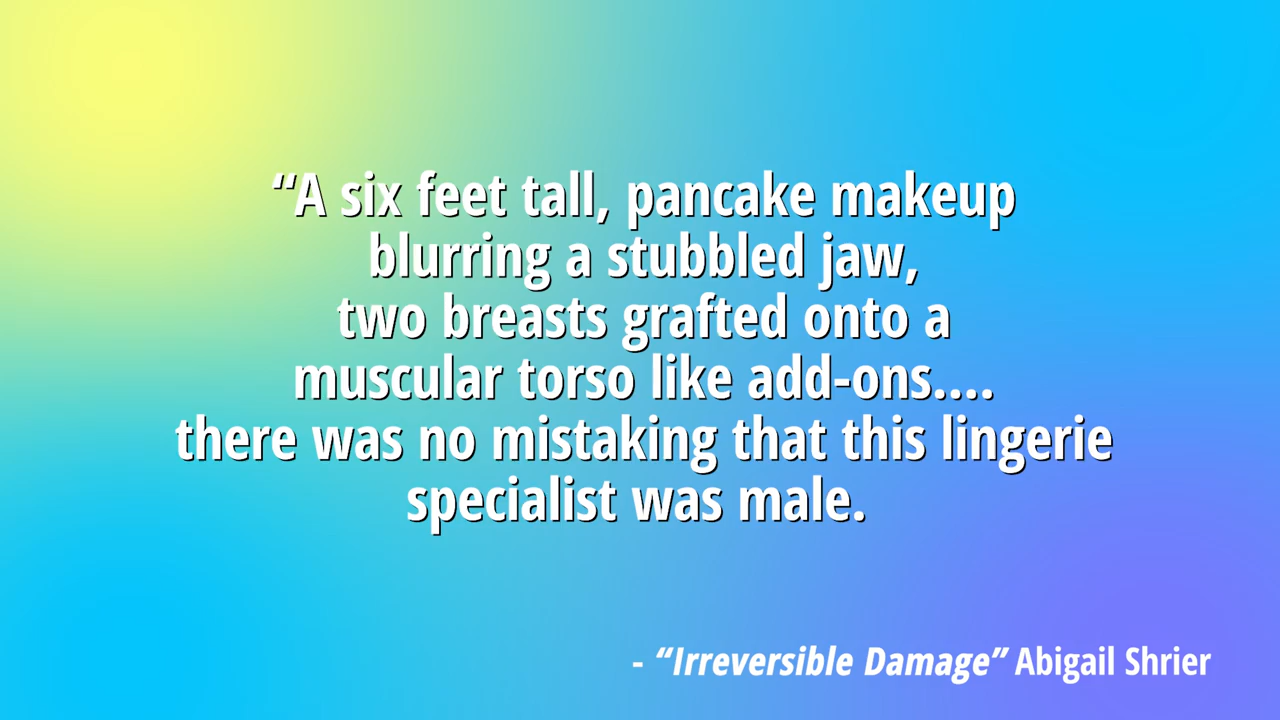 “A six feet tall, pancake makeup
blurring a stubbled jaw,
two breasts grafted onto a
muscular torso like add-ons....
there was no mistaking that this lingerie
specialist was male.
- “Irreversible Damage” Abigail Shrier